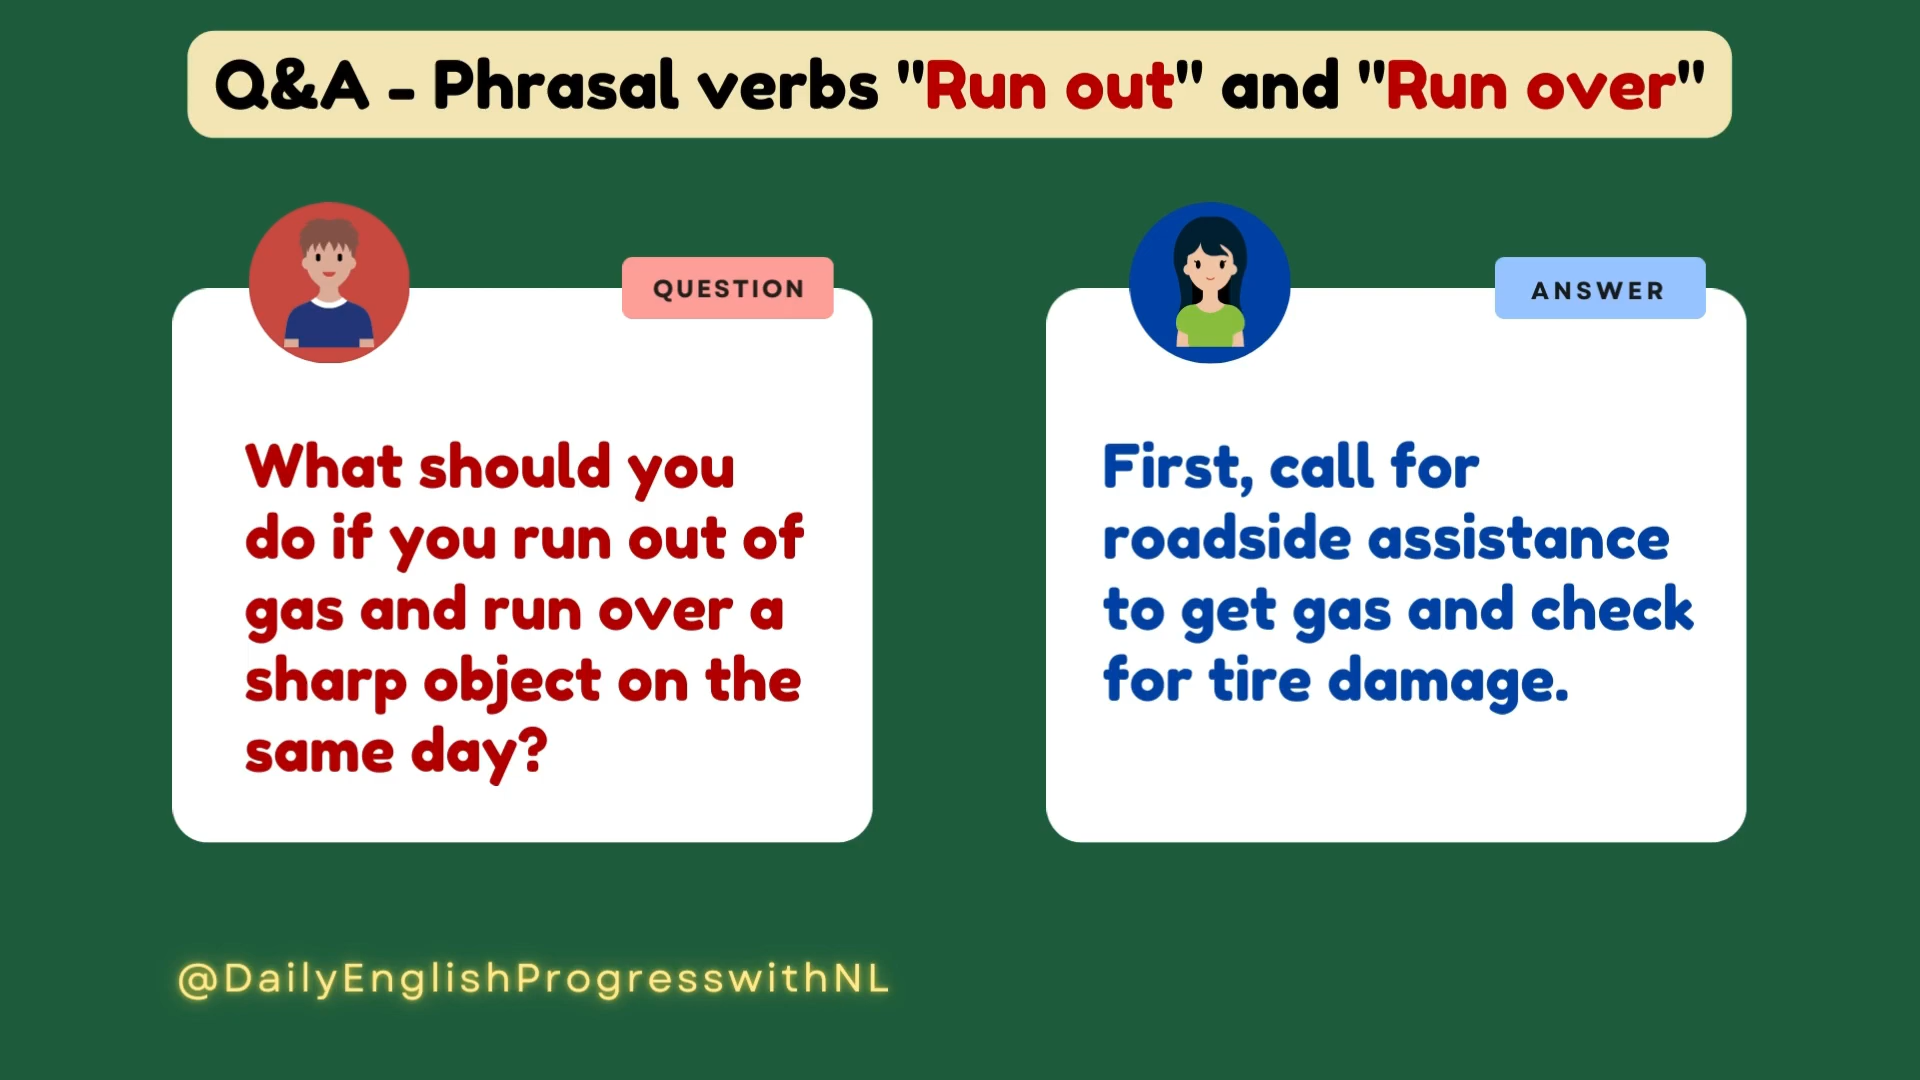 Q&A - Phrasal verbs "Run out" and "Run over"
QUESTION
What should you
do if you run out of
gas and run over a
sharp object on the
same day?
ANSWER
First, call for
roadside assistance
to get gas and check
for tire damage.
@DailyEnglishProgresswithNL